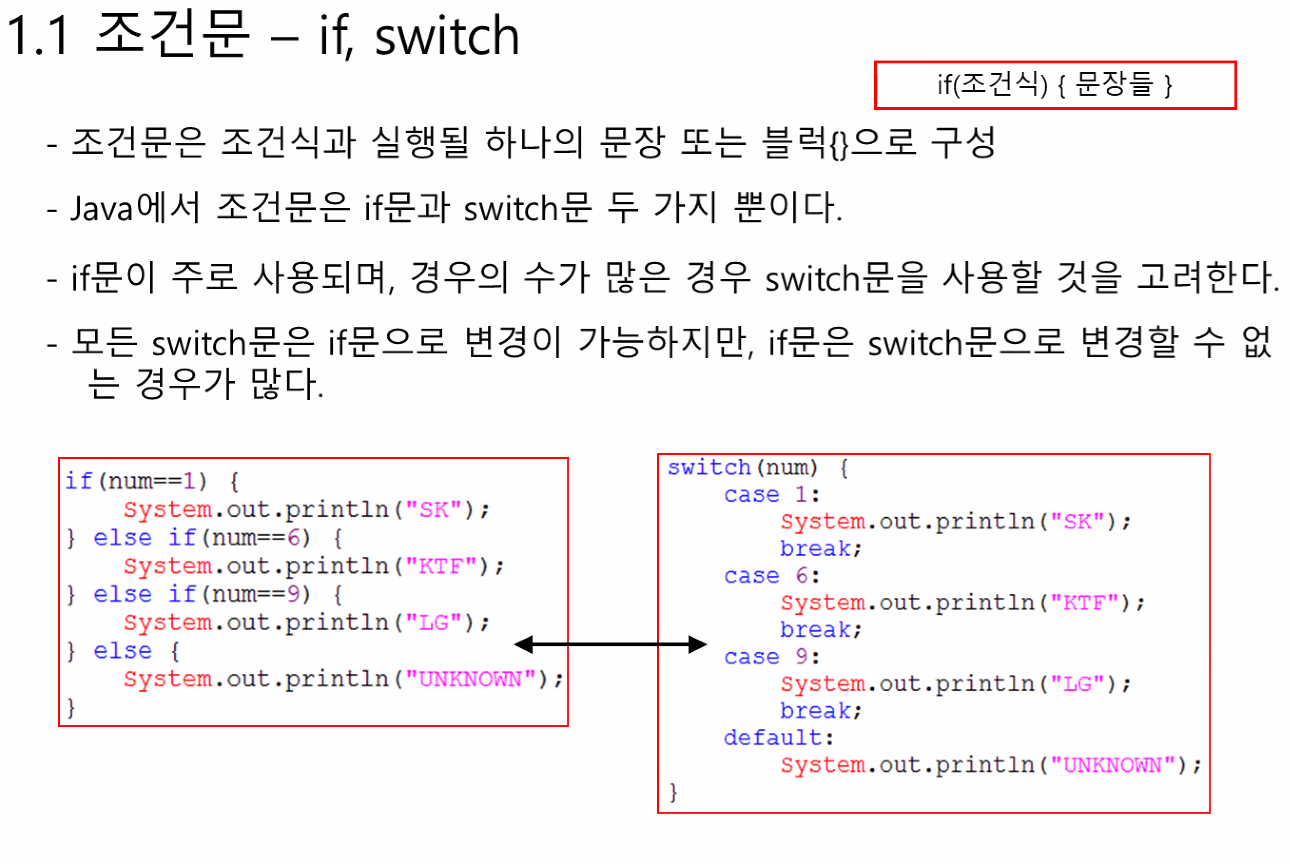 1.1 조건문 – if, switch
if(조건식) { 문장들 }
- 조건문은 조건식과 실행될 하나의 문장 또는 블럭{}으로 구성
- Java에서 조건문은 if문과 switch문 두 가지 뿐이다.
- if문이 주로 사용되며, 경우의 수가 많은 경우 switch문을 사용할 것을 고려한다.
- 모든 switch문은 if문으로 변경이 가능하지만, if문은 switch문으로 변경할 수 없
는 경우가 많다.
if(num==1) {
    System.out.println("SK");
} else if(num==6) {
    System.out.println("KTF");
} else if(num==9) {
    System.out.println("LG");
} else {
    System.out.println("UNKNOWN");
}
switch(num) {
    case 1:
        System.out.println("SK");
        break;
    case 6:
        System.out.println("KTF");
        break;
    case 9:
        System.out.println("LG");
        break;
    default:
        System.out.println("UNKNOWN");
}